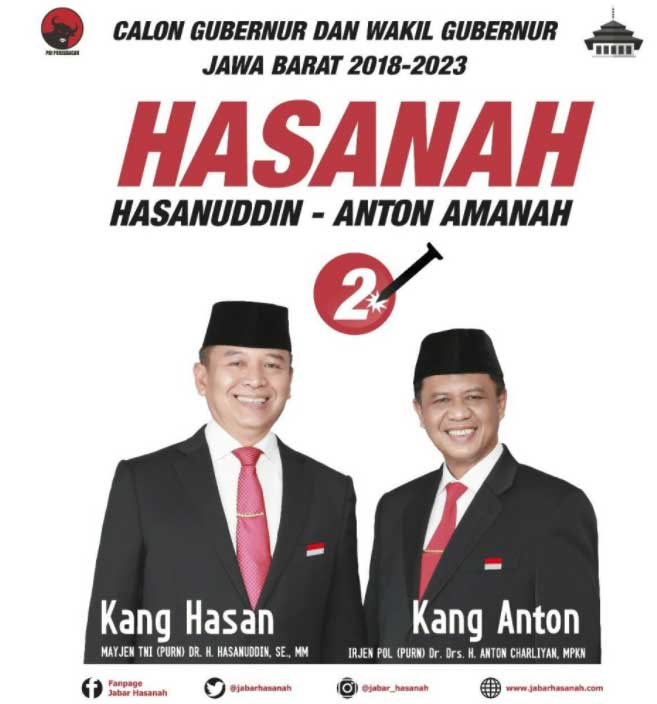 CALON GUBERNUR DAN WAKIL GUBERNUR
JAWA BARAT 2018-2023
PDI PERJUANGAN
HASANAH
HASANUDDIN - ANTON AMANAH
2
Kang Hasan
MAYJEN TNI (PURN) DR. H. HASANUDDIN, SE., MM
Kang Anton
IRJEN POL (PURN) Dr. Drs. H. ANTON CHARLIYAN, MPKN
Fanpage
Jabar Hasanah
@jabarhasanah
@jabar_hasanah
www.jabarhasanah.com